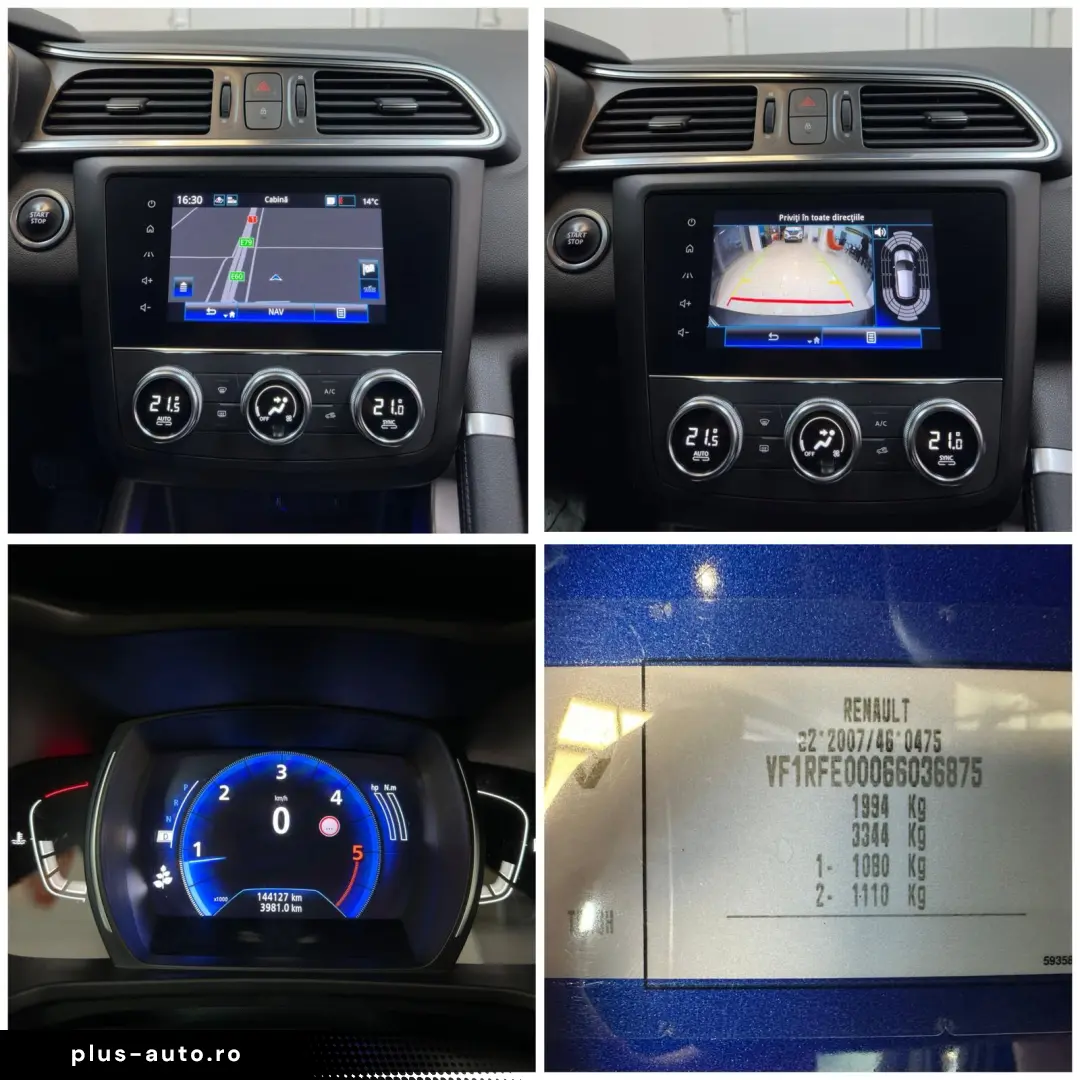 START
STOP
16:30
Cabină
14°C
61
E79
E60
NAV
21.5
AUTO
OFF
A/C
21.0
SYNC
START
STOP
Priviți în toate direcțiile
21.5
AUTO
OFF
A/C
21.0
SYNC
P
R
N
D
1
2
3
4
5
km/h
0
hp N.m
x1000
144127 km
3981.0 km
RENAULT
e2*2007/46*0475
VF1RFE00066036875
1994 Kg
3344 Kg
1- 1080 Kg
2- 1110 Kg
59358
plus-auto.ro